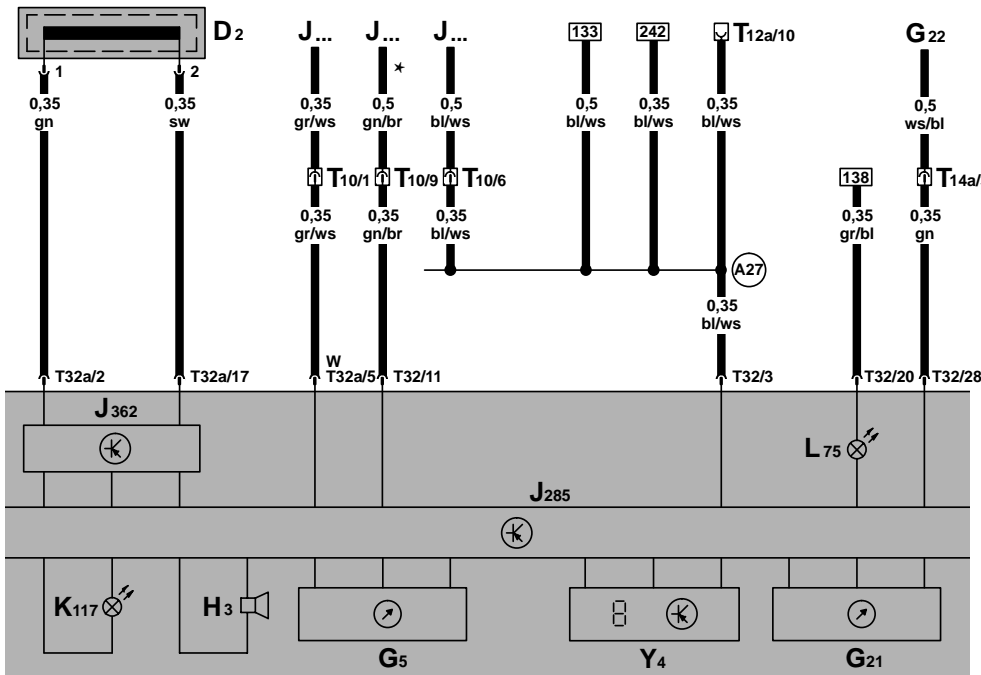 D2 J... J... J... 133 242 T12a/10 G22
*
1 2
0,35 0,35 0,35 0,5 0,5 0,5 0,35 0,35 0,5
gn sw gr/ws gn/br bl/ws bl/ws bl/ws bl/ws ws/bl
T10/1 T10/9 T10/6 138 T14a/
0,35 0,35 0,35 0,35 0,35
gr/ws gn/br bl/ws gr/bl gn
A27
0,35
bl/ws
W
T32a/2 T32a/17 T32a/5 T32/11 T32/3 T32/20 T32/28
J362
L75
J285
K117 H3
G5 Y4 G21